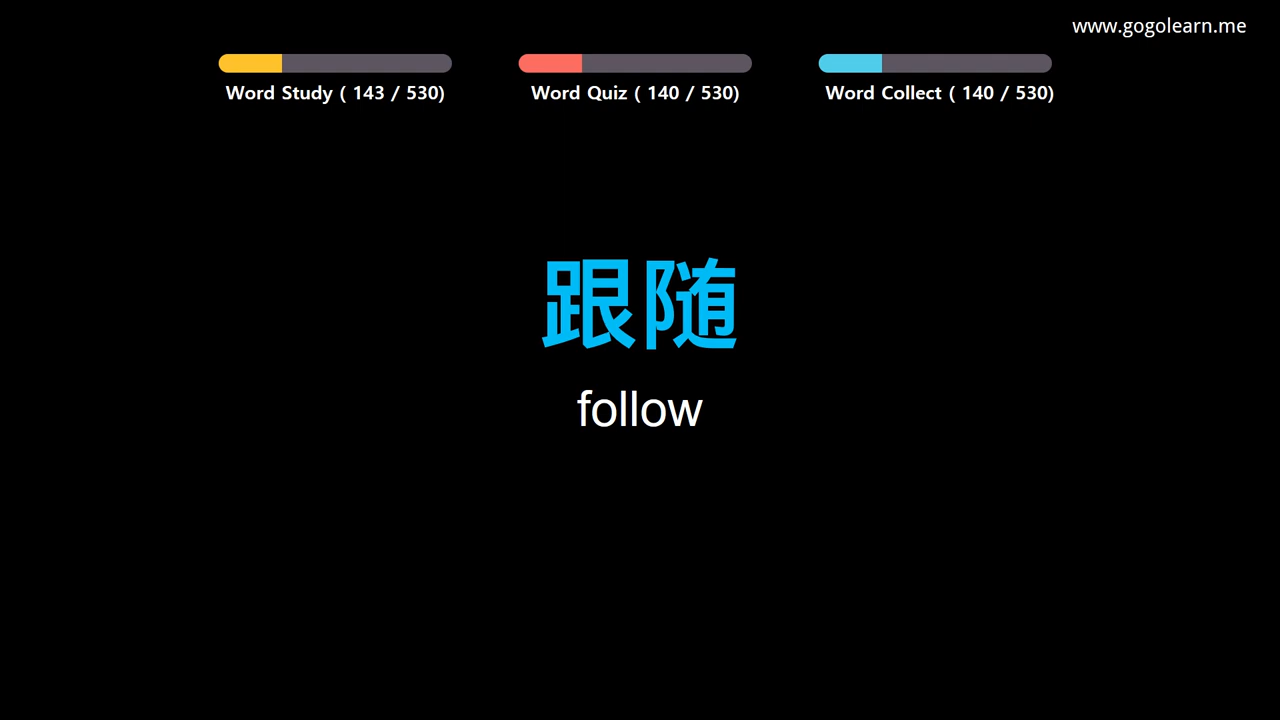 www.gogolearn.me
Word Study ( 143 / 530)
Word Quiz ( 140 / 530)
Word Collect ( 140 / 530)
跟随
follow